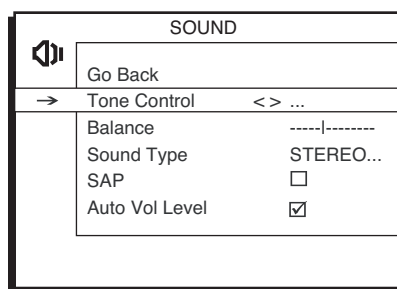 SOUND
Go Back
Tone Control < > ...
Balance -----|--------
Sound Type STEREO...
SAP ☐
Auto Vol Level ☑